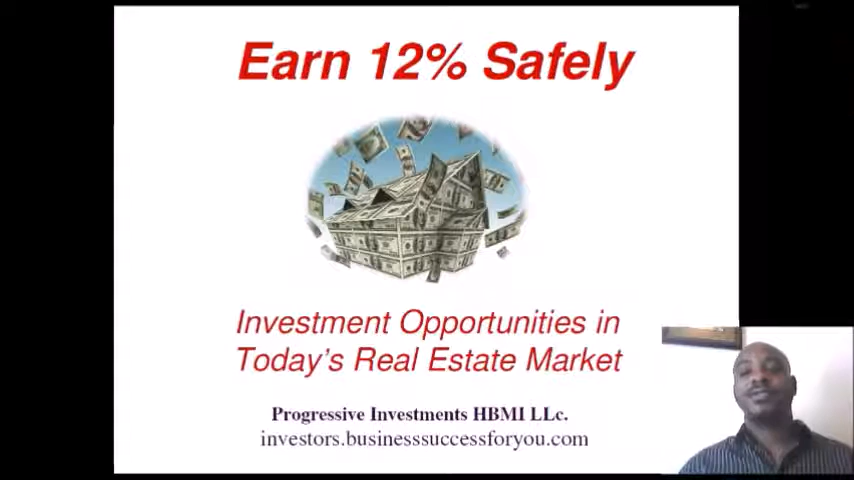 Earn 12% Safely
Investment Opportunities in
Today's Real Estate Market
Progressive Investments HBMI LLc.
investors.businesssuccessforyou.com